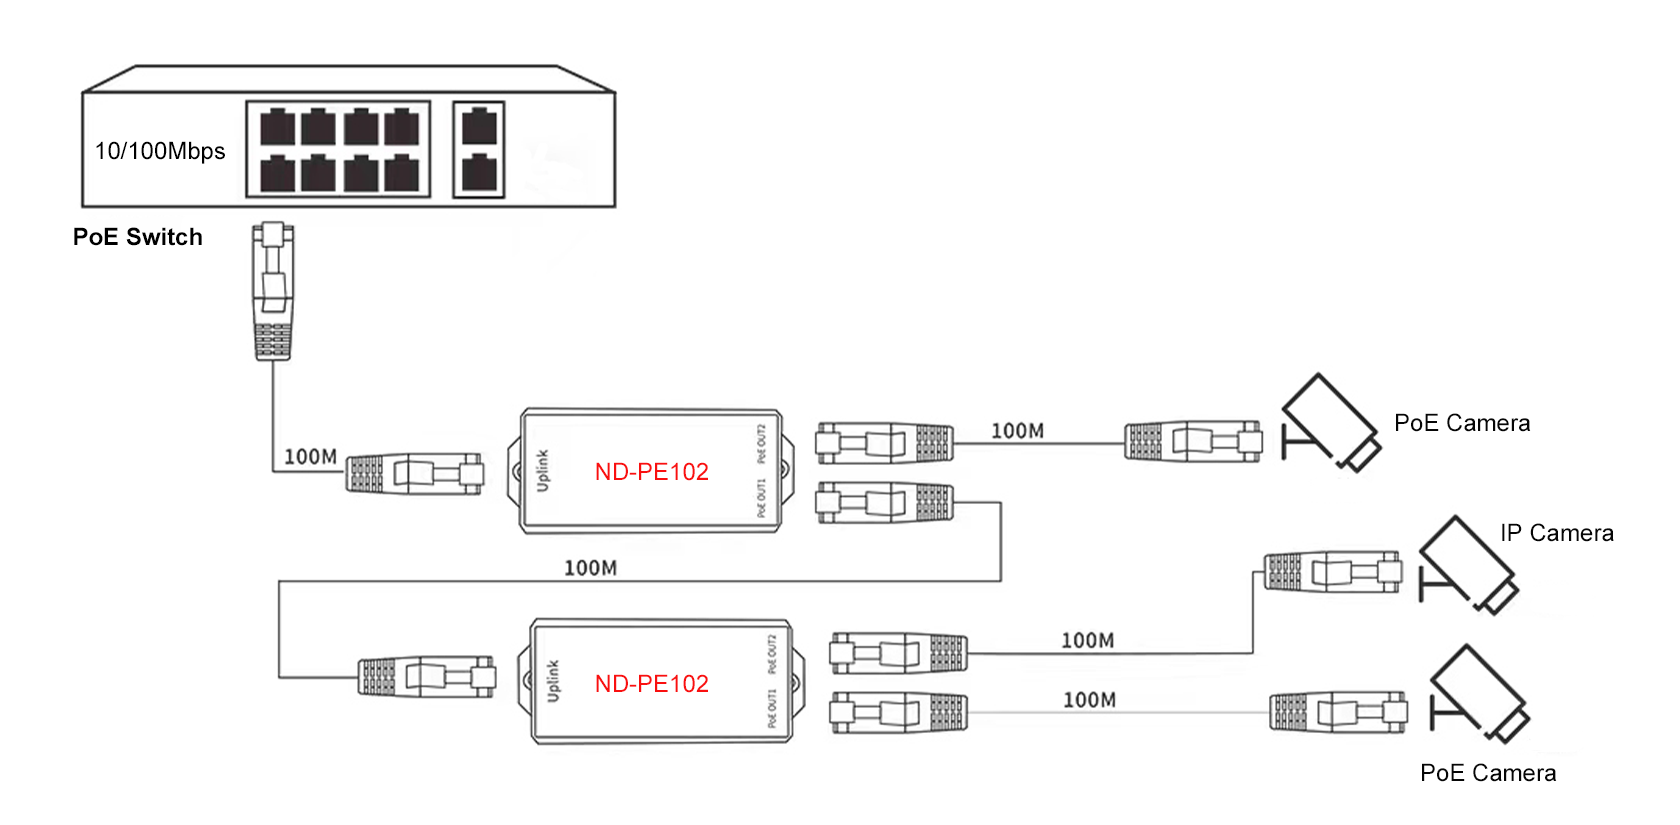 10/100Mbps
PoE Switch
100M
Uplink
ND-PE102
PoE OUT2
PoE OUT1
100M
PoE Camera
100M
IP Camera
Uplink
ND-PE102
PoE OUT2
PoE OUT1
100M
100M
PoE Camera